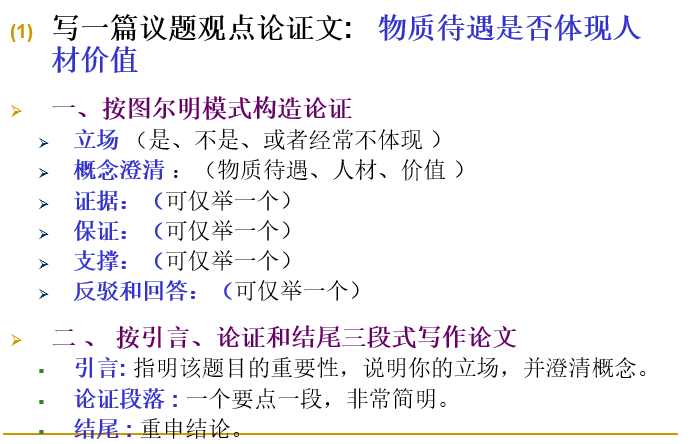 (1) 写一篇议题观点论证文： 物质待遇是否体现人
材价值
一、按图尔明模式构造论证
立场 （是、不是、或者经常不体现 ）
概念澄清 ：（物质待遇、人材、价值 ）
证据：（可仅举一个）
保证：（可仅举一个）
支撑：（可仅举一个）
反驳和回答：（可仅举一个）
二 、 按引言、论证和结尾三段式写作论文
引言: 指明该题目的重要性，说明你的立场，并澄清概念。
论证段落 : 一个要点一段，非常简明。
结尾 : 重申结论。